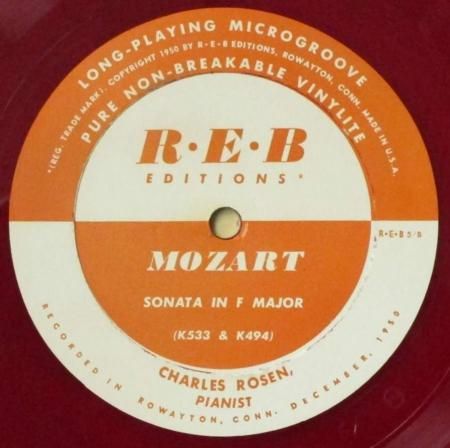 LONG-PLAYING MICROGROOVE
*(REG. TRADE MARK). COPYRIGHT 1950 BY R·E·B EDITIONS, ROWAYTON, CONN. MADE IN U.S.A.
PURE NON-BREAKABLE VINYLITE
R·E·B
EDITIONS*
R·E·B 5/B
MOZART
SONATA IN F MAJOR
(K533 & K494)
CHARLES ROSEN,
PIANIST
RECORDED IN ROWAYTON, CONN. DECEMBER, 1950